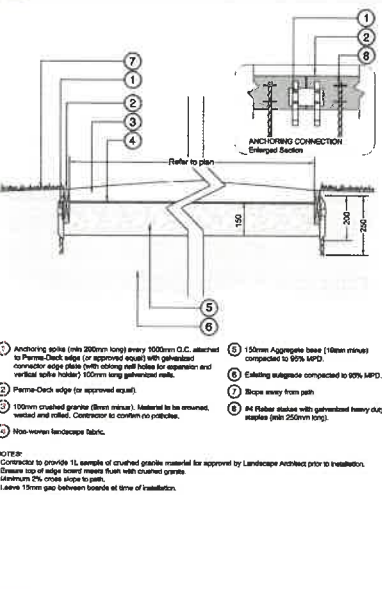 1
2
8
ANCHORING CONNECTION
Enlarged Section
7
1
2
3
4
Refer to plan
150
200
250
5
6
1 Anchoring spike (min 200mm long) every 1000mm O.C. attached
to Perma-Deck edge (or approved equal) with galvanized
connector edge plate (with oblong nail holes for expansion and
vertical spike holder) 100mm long galvanized nails.
2 Perma-Deck edge (or approved equal).
3 100mm crushed granite (9mm minus). Material to be crowned,
wetted and rolled. Contractor to confirm no potholes.
4 Non-woven landscape fabric.
5 150mm Aggregate base (19mm minus)
compacted to 95% MPD.
6 Existing subgrade compacted to 95% MPD.
7 Slope away from path
8 #4 Rebar stakes with galvanized heavy duty
staples (min 250mm long).
NOTES:
Contractor to provide 1L sample of crushed granite material for approval by Landscape Architect prior to installation.
Ensure top of edge board meets flush with crushed granite.
Minimum 2% cross slope to path.
Leave 15mm gap between boards at time of installation.